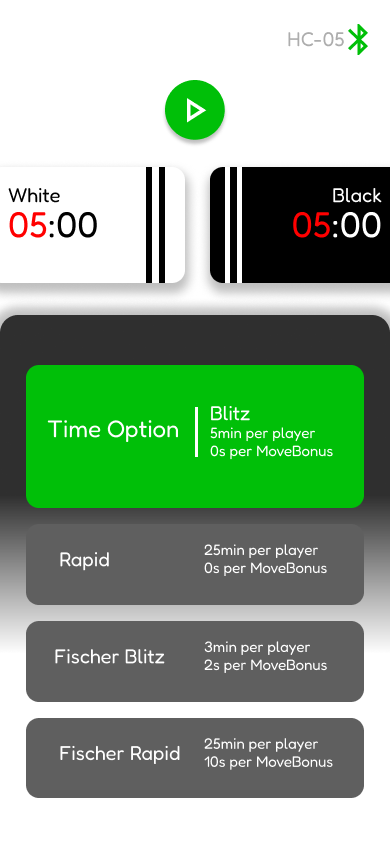 HC-05
White
05:00
Black
05:00
Time Option
Blitz
5min per player
0s per MoveBonus
Rapid
25min per player
0s per MoveBonus
Fischer Blitz
3min per player
2s per MoveBonus
Fischer Rapid
25min per player
10s per MoveBonus